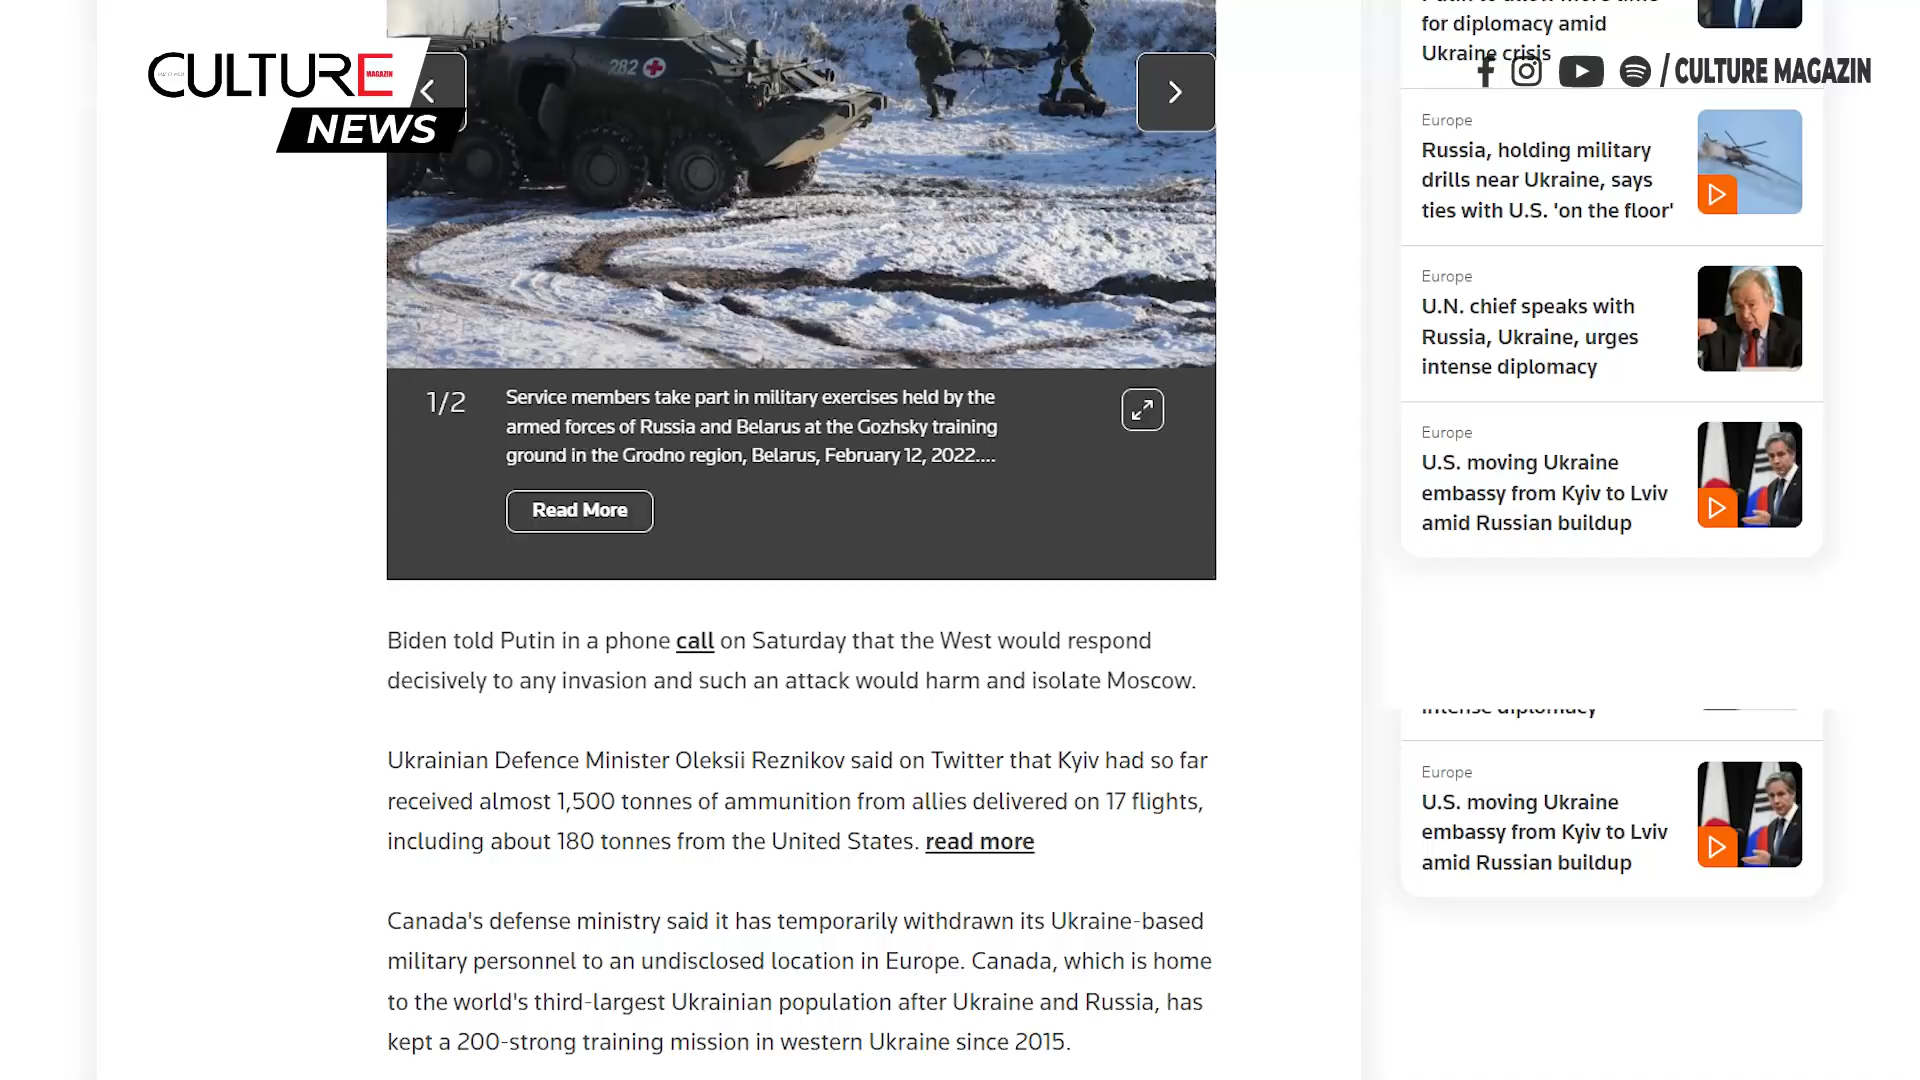 CULTURE
MAGAZIN
NEWS
282
1/2
Service members take part in military exercises held by the
armed forces of Russia and Belarus at the Gozhsky training
ground in the Grodno region, Belarus, February 12, 2022....
Read More
Biden told Putin in a phone call on Saturday that the West would respond
decisively to any invasion and such an attack would harm and isolate Moscow.
Ukrainian Defence Minister Oleksii Reznikov said on Twitter that Kyiv had so far
received almost 1,500 tonnes of ammunition from allies delivered on 17 flights,
including about 180 tonnes from the United States. read more
Canada's defense ministry said it has temporarily withdrawn its Ukraine-based
military personnel to an undisclosed location in Europe. Canada, which is home
to the world's third-largest Ukrainian population after Ukraine and Russia, has
kept a 200-strong training mission in western Ukraine since 2015.
for diplomacy amid
Ukraine crisis
/ CULTURE MAGAZIN
Europe
Russia, holding military
drills near Ukraine, says
ties with U.S. 'on the floor'
Europe
U.N. chief speaks with
Russia, Ukraine, urges
intense diplomacy
Europe
U.S. moving Ukraine
embassy from Kyiv to Lviv
amid Russian buildup
intense diplomacy
Europe
U.S. moving Ukraine
embassy from Kyiv to Lviv
amid Russian buildup